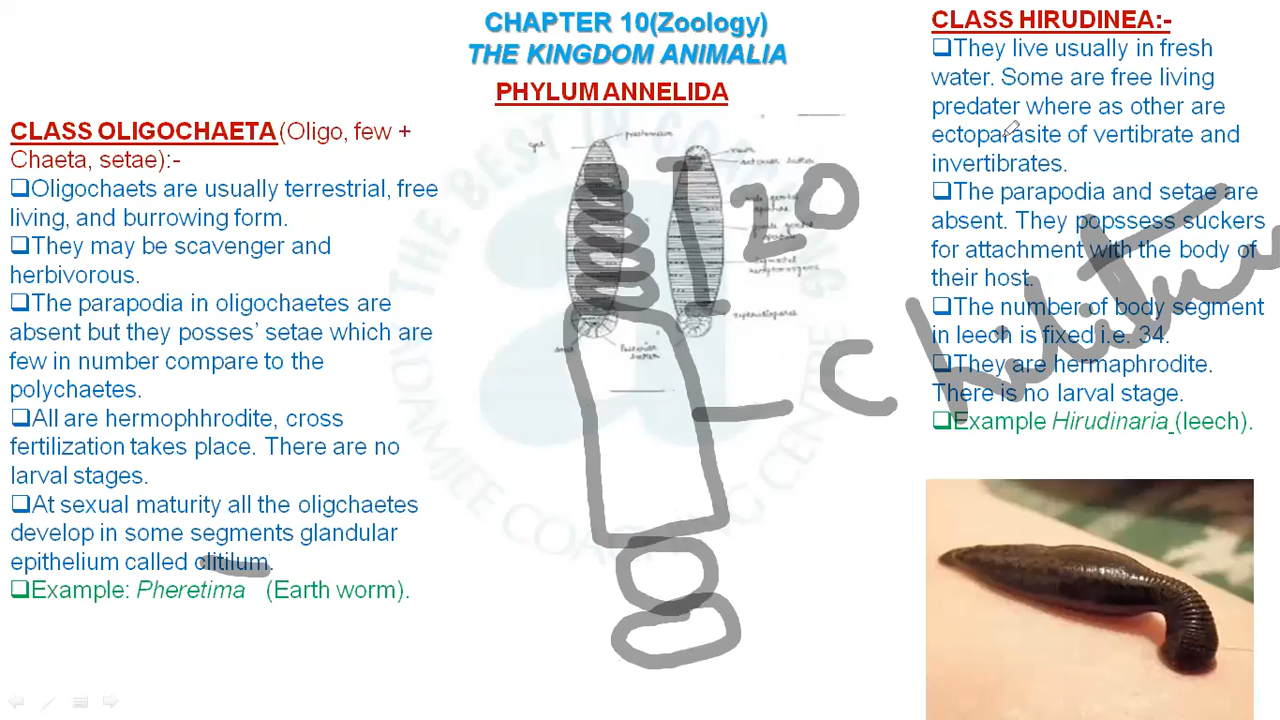 CHAPTER 10(Zoology)
THE KINGDOM ANIMALIA
PHYLUM ANNELIDA
CLASS OLIGOCHAETA(Oligo, few +
Chaeta, setae):-
❑Oligochaets are usually terrestrial, free
living, and burrowing form.
❑They may be scavenger and
herbivorous.
❑The parapodia in oligochaetes are
absent but they posses’ setae which are
few in number compare to the
polychaetes.
❑All are hermophhrodite, cross
fertilization takes place. There are no
larval stages.
❑At sexual maturity all the oligchaetes
develop in some segments glandular
epithelium called clitilum.
❑Example: Pheretima (Earth worm).
20
CLASS HIRUDINEA:-
❑They live usually in fresh
water. Some are free living
predater where as other are
ectoparasite of vertibrate and
invertibrates.
❑The parapodia and setae are
absent. They popssess suckers
for attachment with the body of
their host.
❑The number of body segment
in leech is fixed i.e. 34.
❑They are hermaphrodite.
There is no larval stage.
❑Example Hirudinaria (leech).